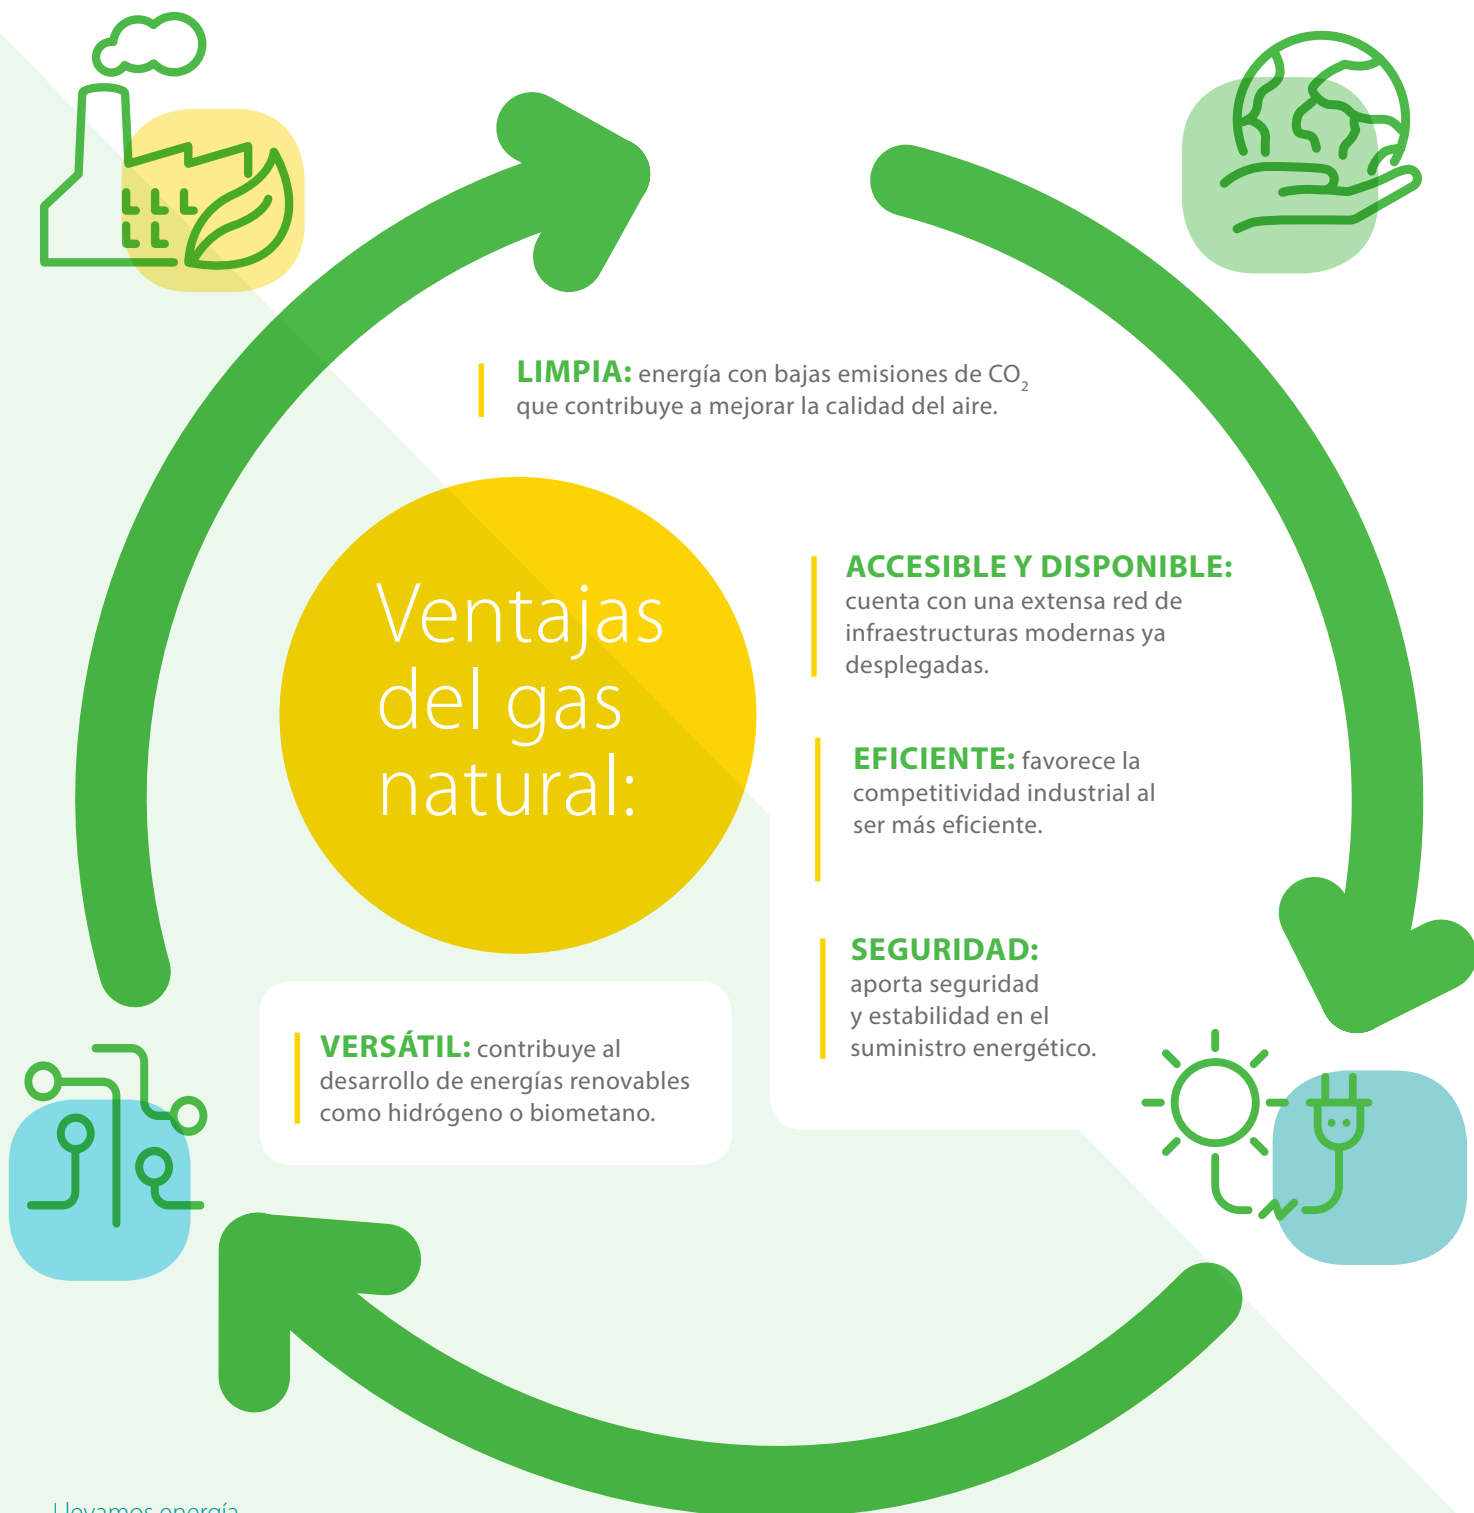 LIMPIA: energía con bajas emisiones de CO₂
que contribuye a mejorar la calidad del aire.
Ventajas
del gas
natural:
ACCESIBLE Y DISPONIBLE:
cuenta con una extensa red de
infraestructuras modernas ya
desplegadas.
EFICIENTE: favorece la
competitividad industrial al
ser más eficiente.
SEGURIDAD:
aporta seguridad
y estabilidad en el
suministro energético.
VERSÁTIL: contribuye al
desarrollo de energías renovables
como hidrógeno o biometano.
Llevamos energía